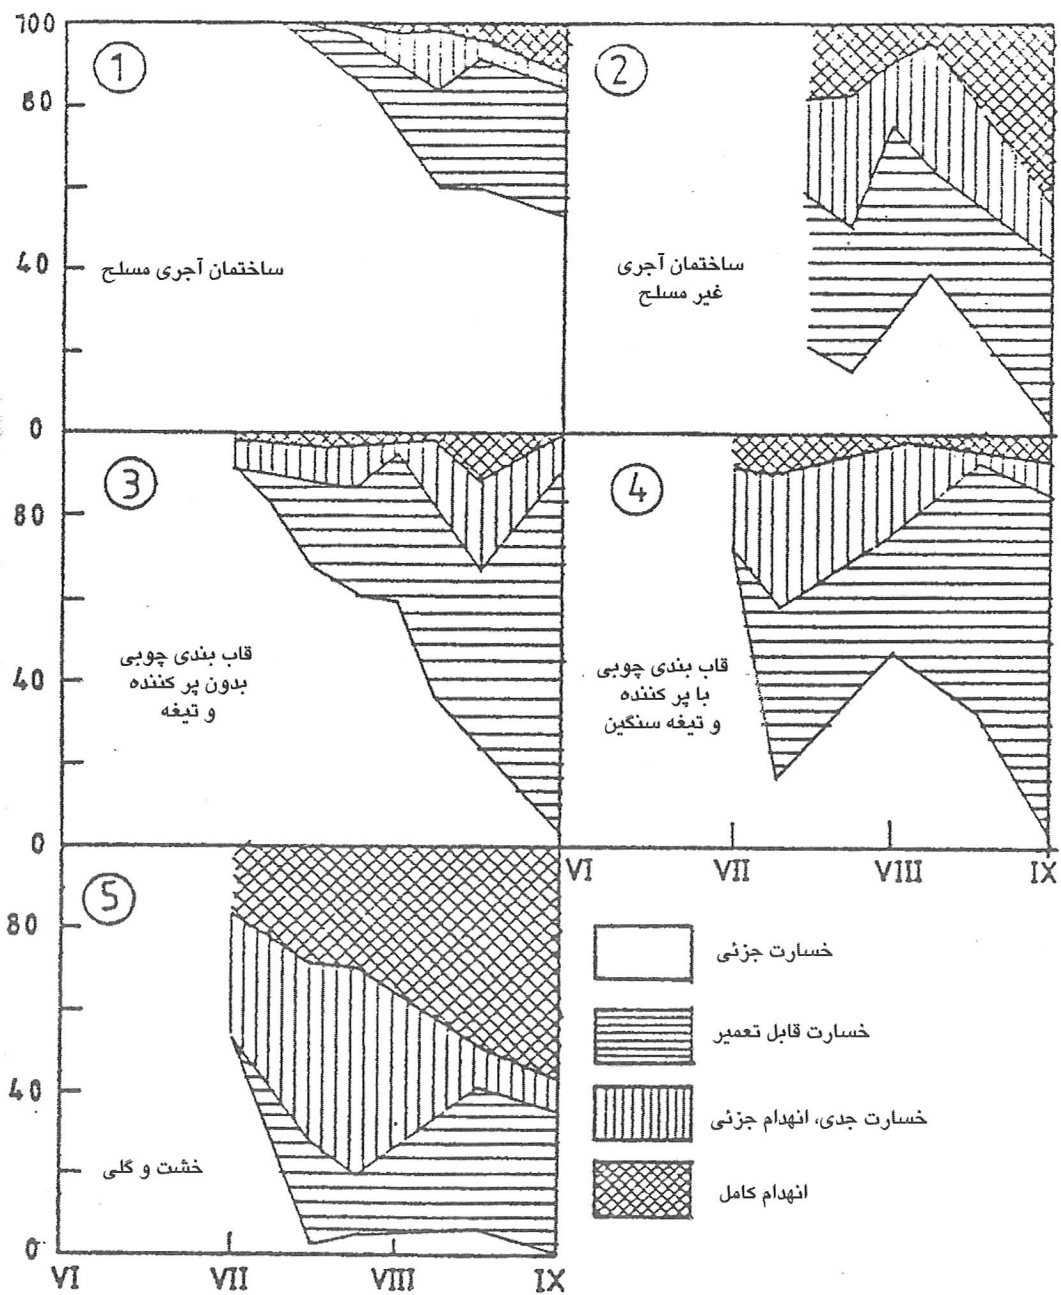 100
80
40
0
1
ساختمان آجری مسلح
2
ساختمان آجری
غیر مسلح
80
40
0
3
قاب بندی چوبی
بدون پر کننده
و تیغه
4
قاب بندی چوبی
با پر کننده
و تیغه سنگین
VI VII VIII IX
80
40
0
5
خشت و گلی
VI VII VIII IX
خسارت جزئی
خسارت قابل تعمیر
خسارت جدی، انهدام جزئی
انهدام کامل